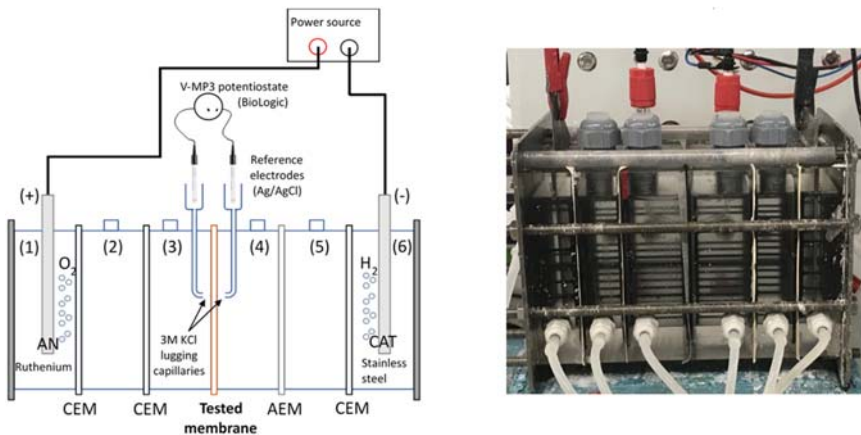 Power source
V-MP3 potentiostate
(BioLogic)
Reference
electrodes
(Ag/AgCl)
(+)
(-)
(1)
(2)
(3)
(4)
(5)
(6)
O2
H2
AN
CAT
Ruthenium
3M KCl
lugging
capillaries
Stainless
steel
CEM
CEM
Tested
membrane
AEM
CEM